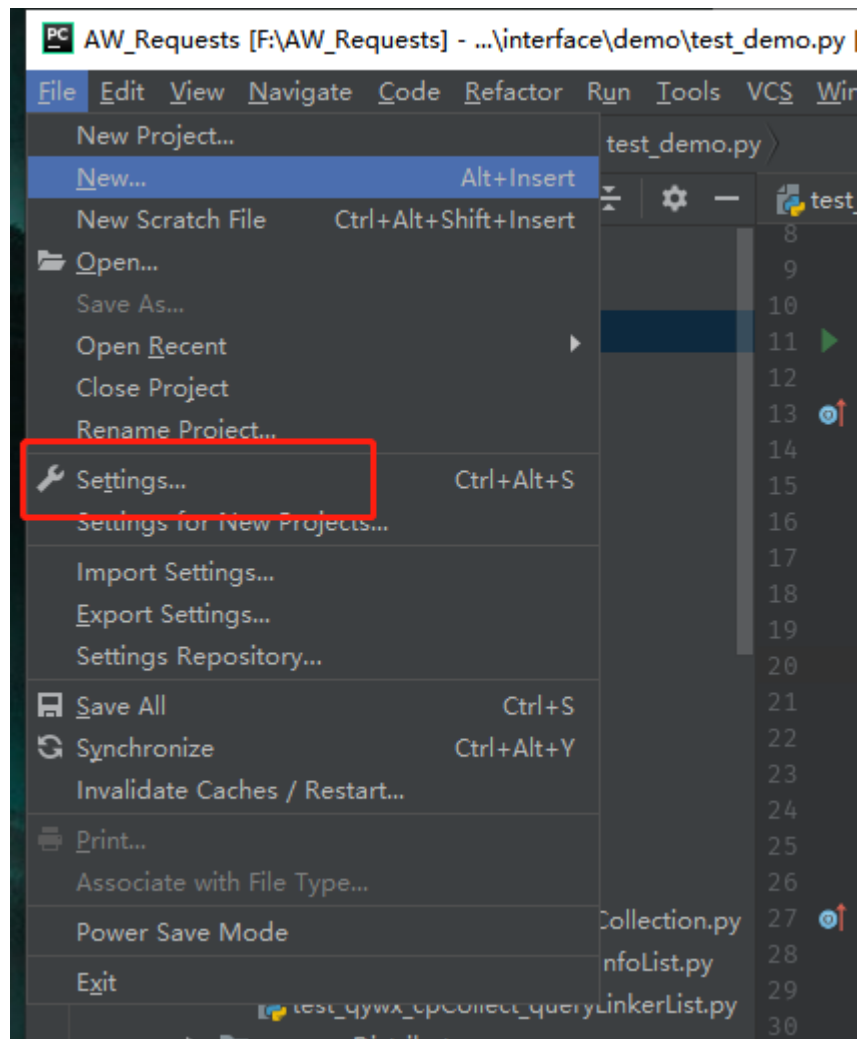 PC AW_Requests [F:\AW_Requests] - ...\interface\demo\test_demo.py [
File Edit View Navigate Code Refactor Run Tools VCS Win
New Project...
test_demo.py
New... Alt+Insert
New Scratch File Ctrl+Alt+Shift+Insert
test_
8
Open...
9
Save As...
10
Open Recent
11
Close Project
12
Rename Project...
13
14
Settings... Ctrl+Alt+S
15
Settings for New Projects...
16
Import Settings...
17
Export Settings...
18
19
Settings Repository...
20
Save All Ctrl+S
21
Synchronize Ctrl+Alt+Y
22
Invalidate Caches / Restart...
23
24
Print...
25
Associate with File Type...
26
Collection.py
27
Power Save Mode
28
nfoList.py
Exit
29
test_qywx_cpCollect_queryLinkerList.py
30